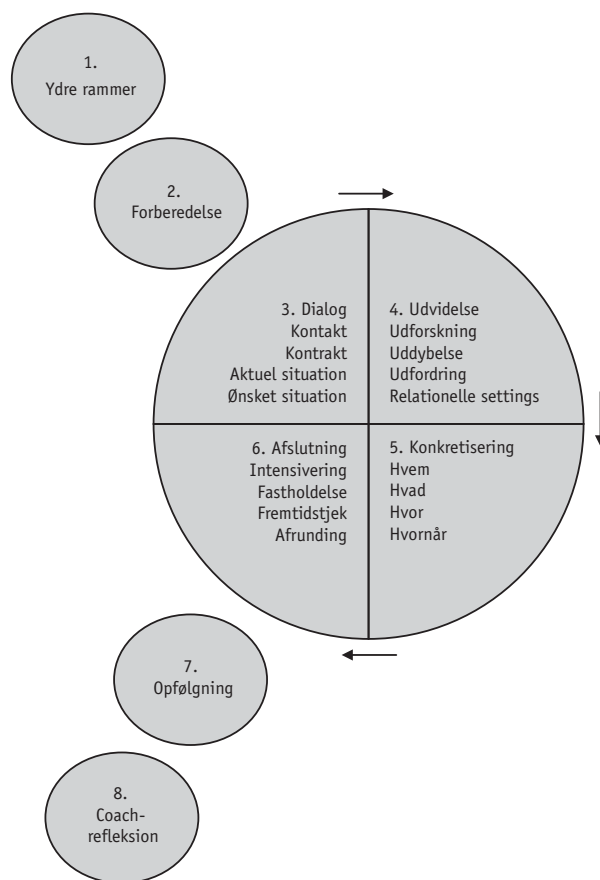 1.
Ydre rammer
2.
Forberedelse
3. Dialog
Kontakt
Kontrakt
Aktuel situation
Ønsket situation
4. Udvidelse
Udforskning
Uddybelse
Udfordring
Relationelle settings
5. Konkretisering
Hvem
Hvad
Hvor
Hvornår
6. Afslutning
Intensivering
Fastholdelse
Fremtidstjek
Afrunding
7.
Opfølgning
8.
Coach-
refleksion